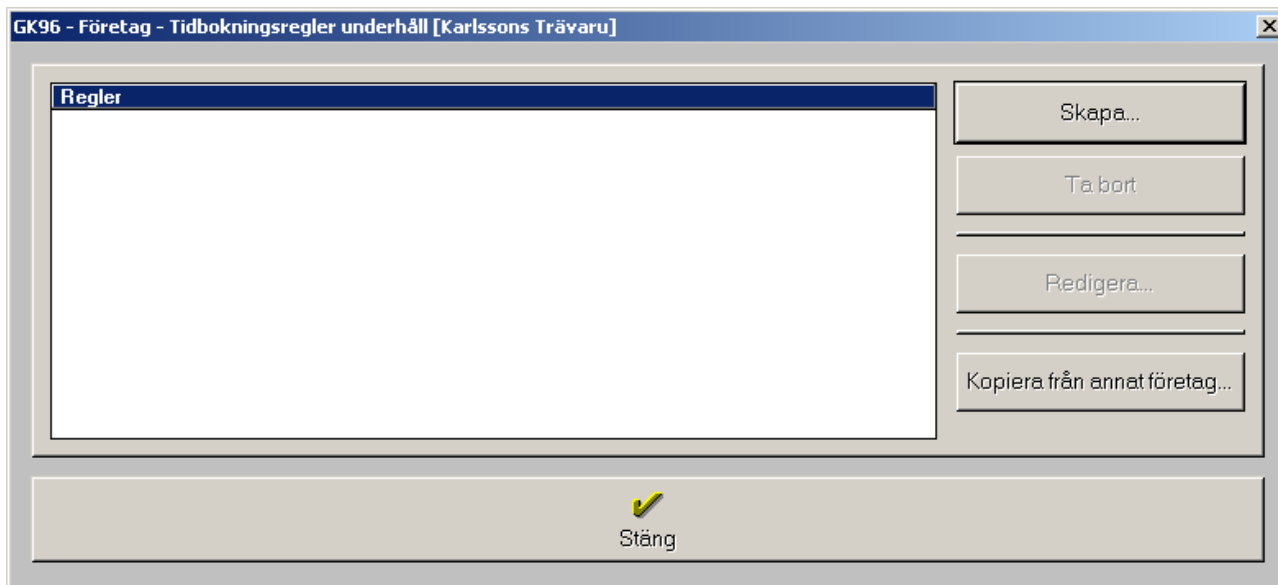 GK96 - Företag - Tidbokningsregler underhåll [Karlssons Trävaru]
Regler
Skapa...
Ta bort
Redigera...
Kopiera från annat företag...
Stäng